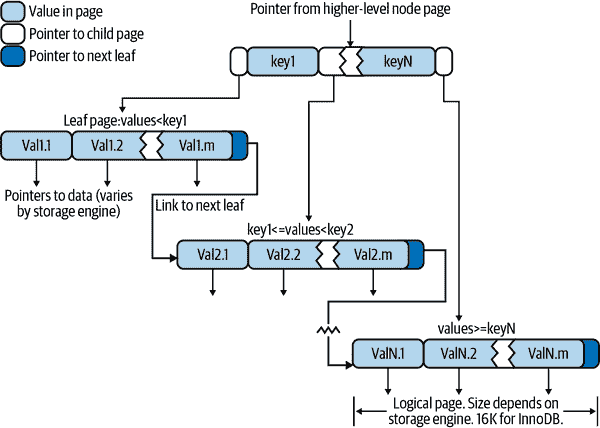 Value in page
Pointer to child page
Pointer to next leaf
Pointer from higher-level node page
key1
keyN
Leaf page:values<key1
Val1.1
Val1.2
Val1.m
Pointers to data (varies
by storage engine)
Link to next leaf
key1<=values<key2
Val2.1
Val2.2
Val2.m
values>=keyN
ValN.1
ValN.2
ValN.m
Logical page. Size depends on
storage engine. 16K for InnoDB.